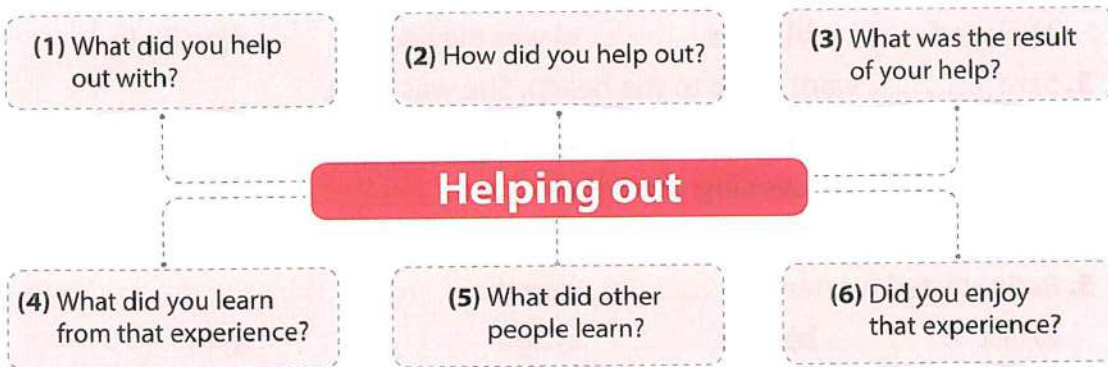 (1) What did you help
out with?
(2) How did you help out?
(3) What was the result
of your help?
Helping out
(4) What did you learn
from that experience?
(5) What did other
people learn?
(6) Did you enjoy
that experience?